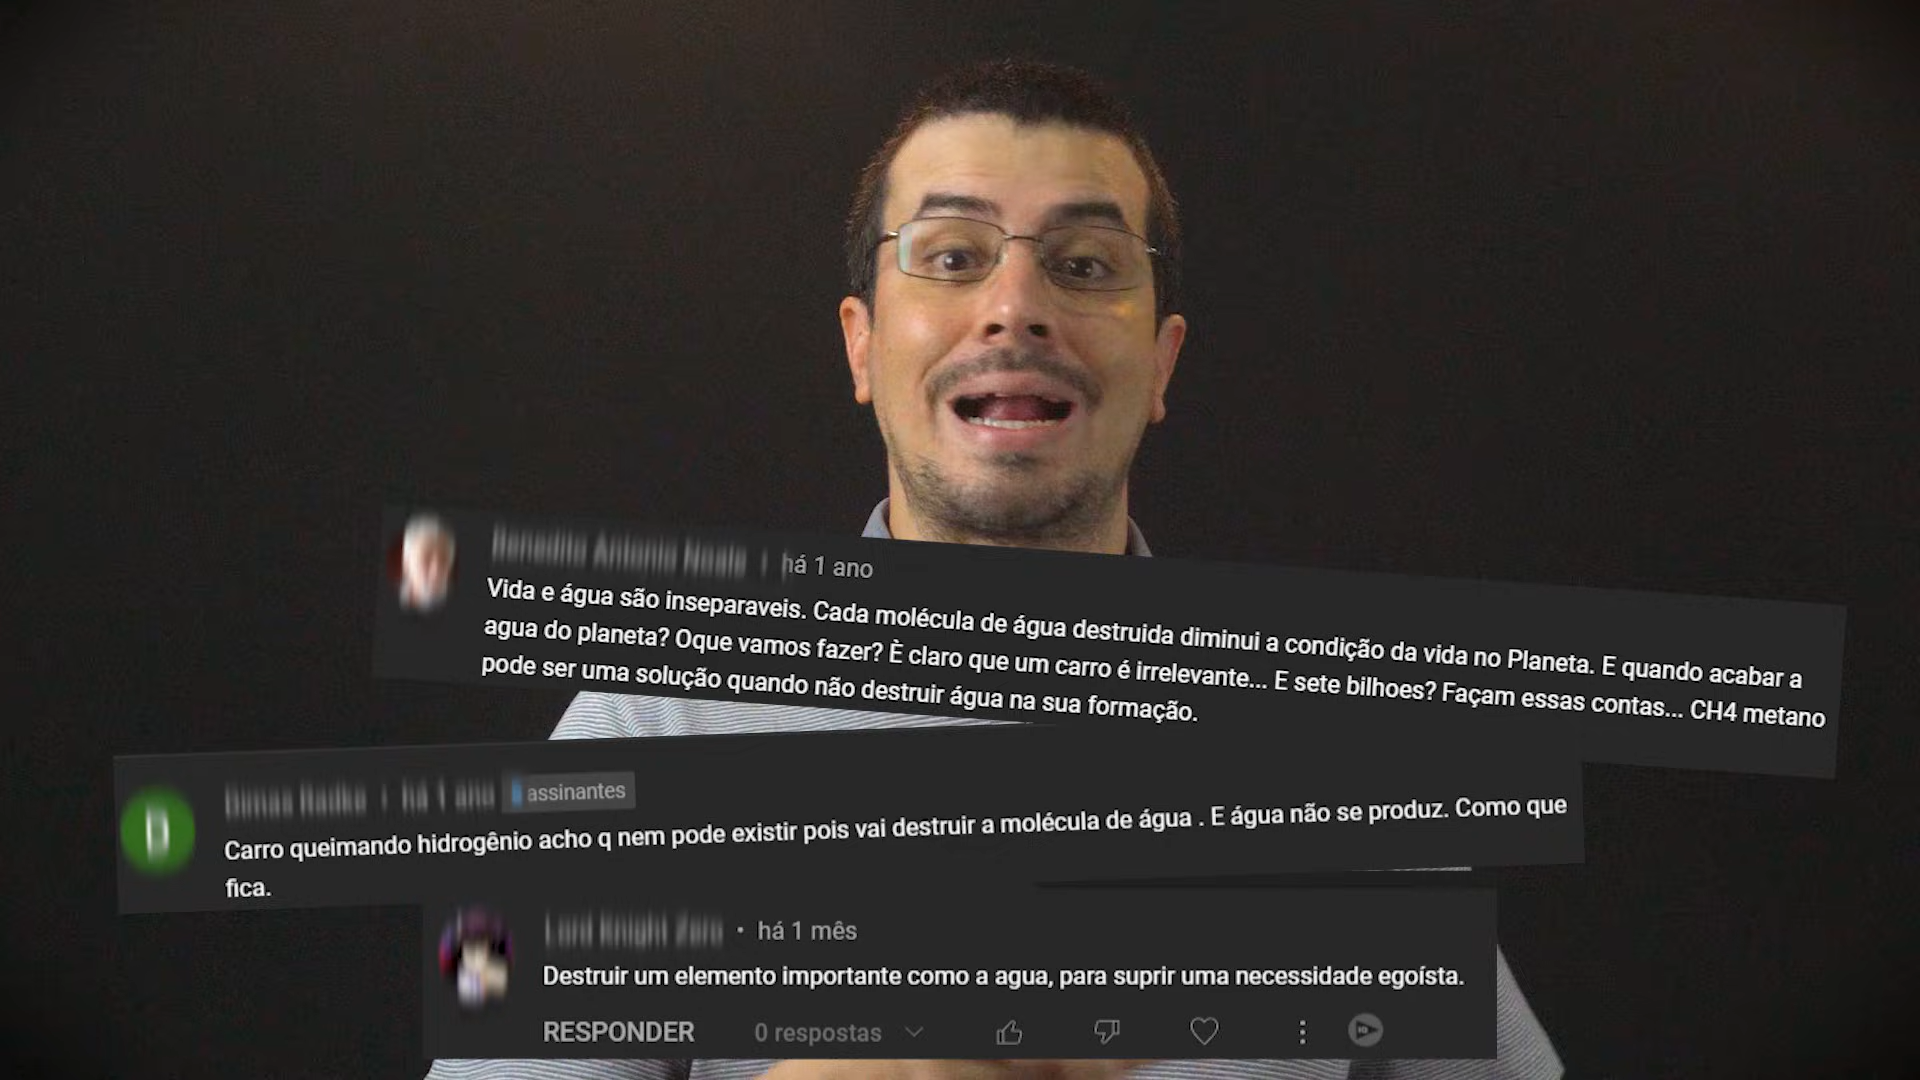 há 1 ano
Vida e água são inseparaveis. Cada molécula de água destruida diminui a condição da vida no Planeta. E quando acabar a
agua do planeta? Oque vamos fazer? È claro que um carro é irrelevante... E sete bilhoes? Façam essas contas... CH4 metano
pode ser uma solução quando não destruir água na sua formação.
D
há 1 ano assinantes
Carro queimando hidrogênio acho q nem pode existir pois vai destruir a molécula de água . E água não se produz. Como que
fica.
• há 1 mês
Destruir um elemento importante como a agua, para suprir uma necessidade egoísta.
RESPONDER 0 respostas